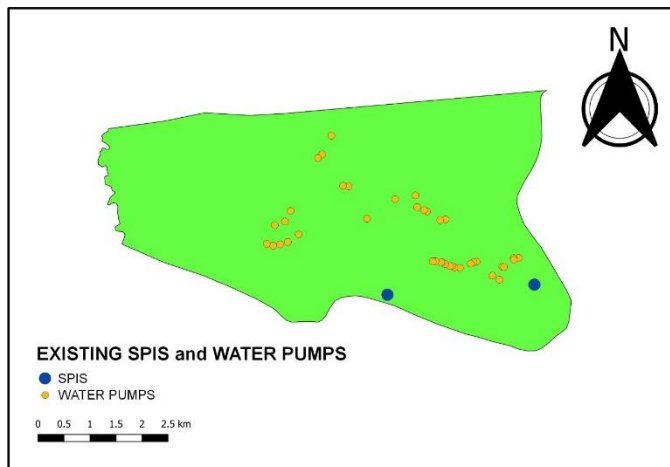 N
EXISTING SPIS and WATER PUMPS
SPIS
WATER PUMPS
0 0.5 1 1.5 2 2.5 km